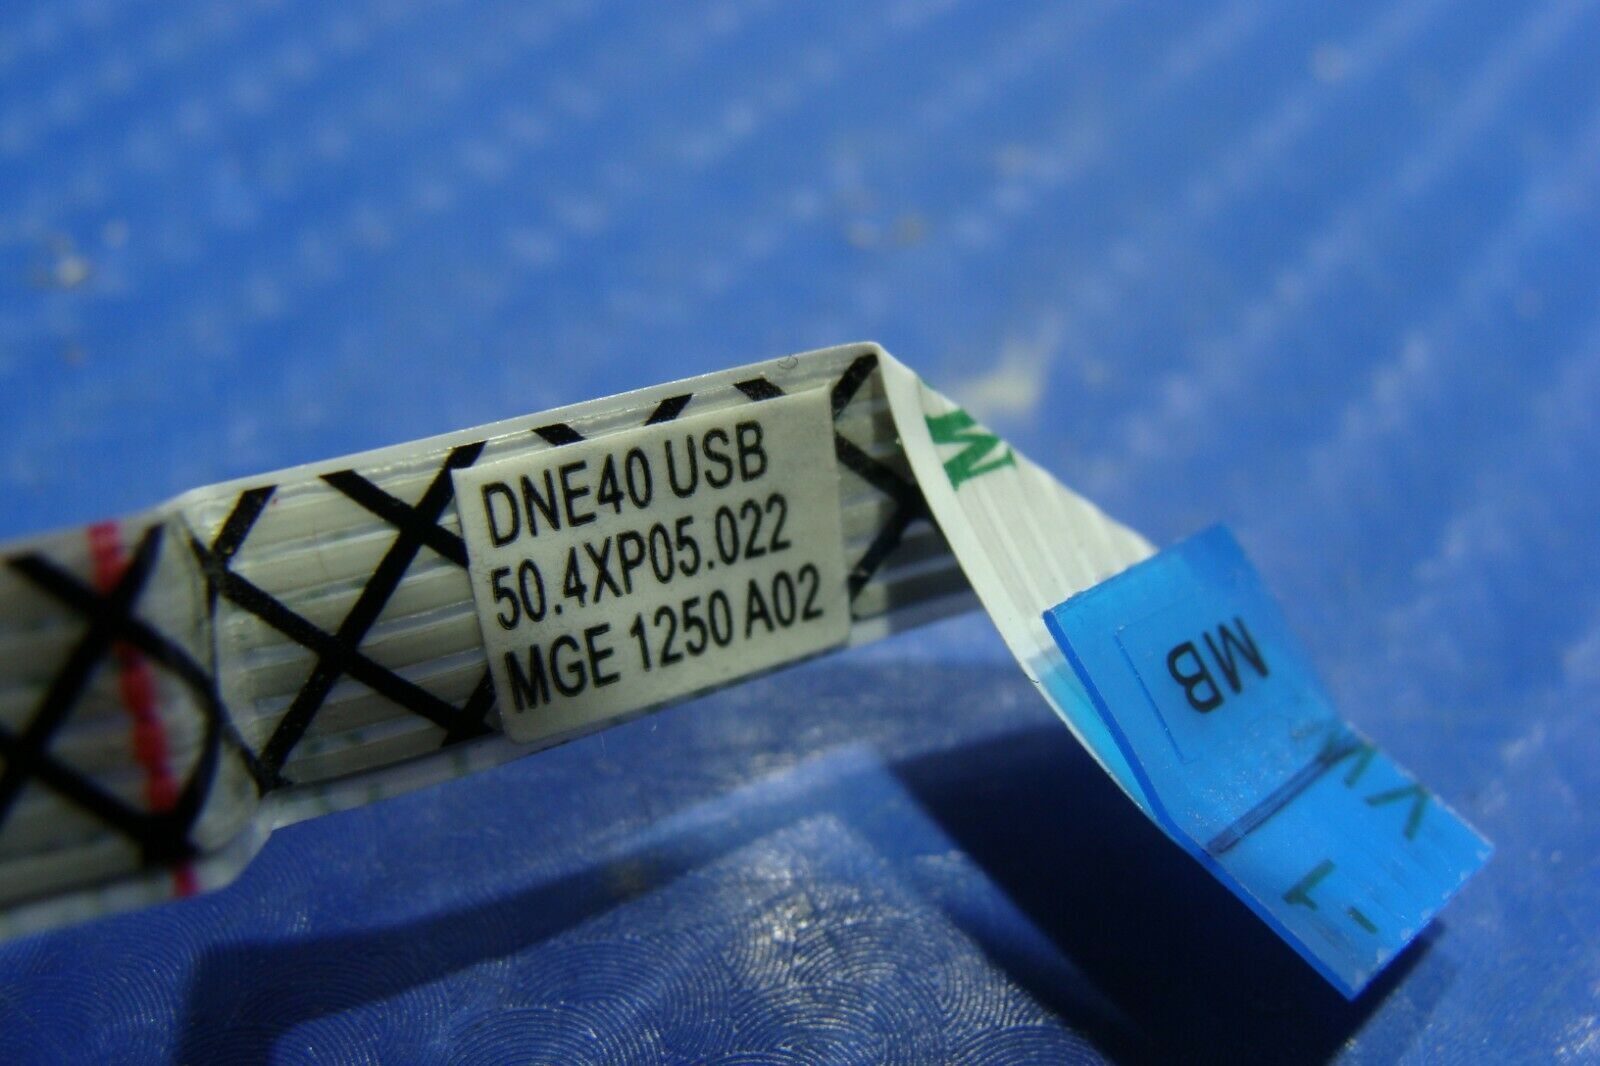 DNE40 USB
50.4XP05.022
MGE 1250 A02
M
MB